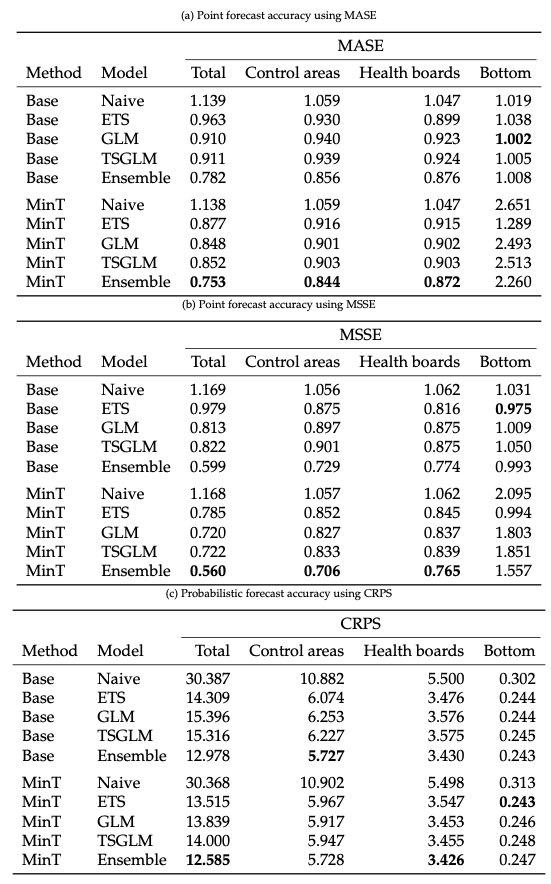 (a) Point forecast accuracy using MASE
MASE
Method Model Total Control areas Health boards Bottom
Base Naive 1.139 1.059 1.047 1.019
Base ETS 0.963 0.930 0.899 1.038
Base GLM 0.910 0.940 0.923 1.002
Base TSGLM 0.911 0.939 0.924 1.005
Base Ensemble 0.782 0.856 0.876 1.008
MinT Naive 1.138 1.059 1.047 2.651
MinT ETS 0.877 0.916 0.915 1.289
MinT GLM 0.848 0.901 0.902 2.493
MinT TSGLM 0.852 0.903 0.903 2.513
MinT Ensemble 0.753 0.844 0.872 2.260
(b) Point forecast accuracy using MSSE
MSSE
Method Model Total Control areas Health boards Bottom
Base Naive 1.169 1.056 1.062 1.031
Base ETS 0.979 0.875 0.816 0.975
Base GLM 0.813 0.897 0.875 1.009
Base TSGLM 0.822 0.901 0.875 1.050
Base Ensemble 0.599 0.729 0.774 0.993
MinT Naive 1.168 1.057 1.062 2.095
MinT ETS 0.785 0.852 0.845 0.994
MinT GLM 0.720 0.827 0.837 1.803
MinT TSGLM 0.722 0.833 0.839 1.851
MinT Ensemble 0.560 0.706 0.765 1.557
(c) Probabilistic forecast accuracy using CRPS
CRPS
Method Model Total Control areas Health boards Bottom
Base Naive 30.387 10.882 5.500 0.302
Base ETS 14.309 6.074 3.476 0.244
Base GLM 15.396 6.253 3.576 0.244
Base TSGLM 15.316 6.227 3.575 0.245
Base Ensemble 12.978 5.727 3.430 0.243
MinT Naive 30.368 10.902 5.498 0.313
MinT ETS 13.515 5.967 3.547 0.243
MinT GLM 13.839 5.917 3.453 0.246
MinT TSGLM 14.000 5.947 3.455 0.248
MinT Ensemble 12.585 5.728 3.426 0.247